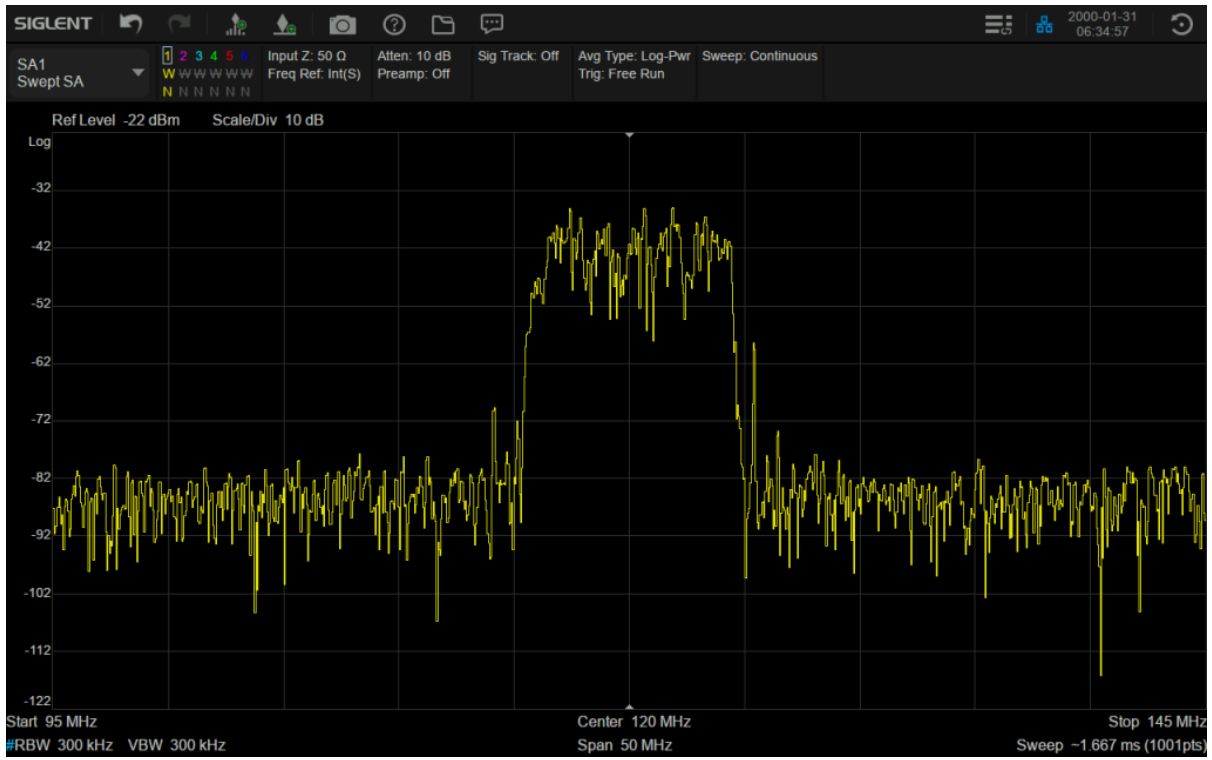 SIGLENT
2000-01-31
06:34:57
SA1
Swept SA
1 2 3 4 5 6
W W W W W W
N N N N N N
Input Z: 50 Ω
Freq Ref: Int(S)
Atten: 10 dB
Preamp: Off
Sig Track: Off
Avg Type: Log-Pwr
Trig: Free Run
Sweep: Continuous
Ref Level -22 dBm Scale/Div 10 dB
Log
-32
-42
-52
-62
-72
-82
-92
-102
-112
-122
Start 95 MHz Center 120 MHz Stop 145 MHz
#RBW 300 kHz VBW 300 kHz Span 50 MHz Sweep ~1.667 ms (1001pts)